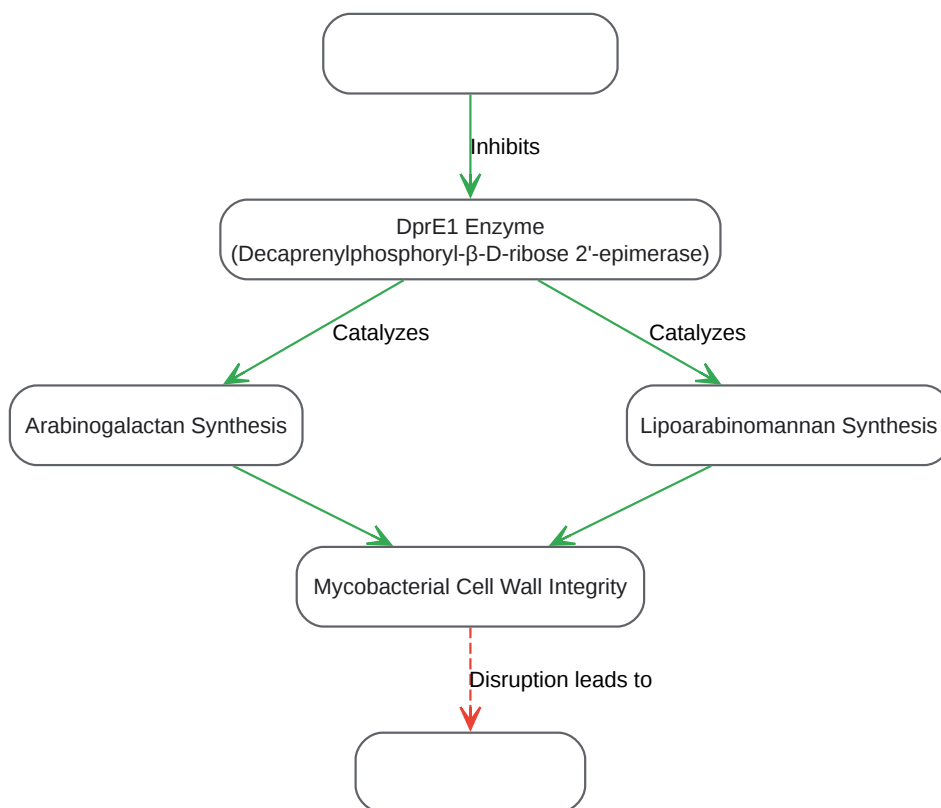 Inhibits
DprE1 Enzyme
(Decaprenylphosphoryl-β-D-ribose 2'-epimerase)
Catalyzes
Catalyzes
Arabinogalactan Synthesis
Lipoarabinomannan Synthesis
Mycobacterial Cell Wall Integrity
Disruption leads to